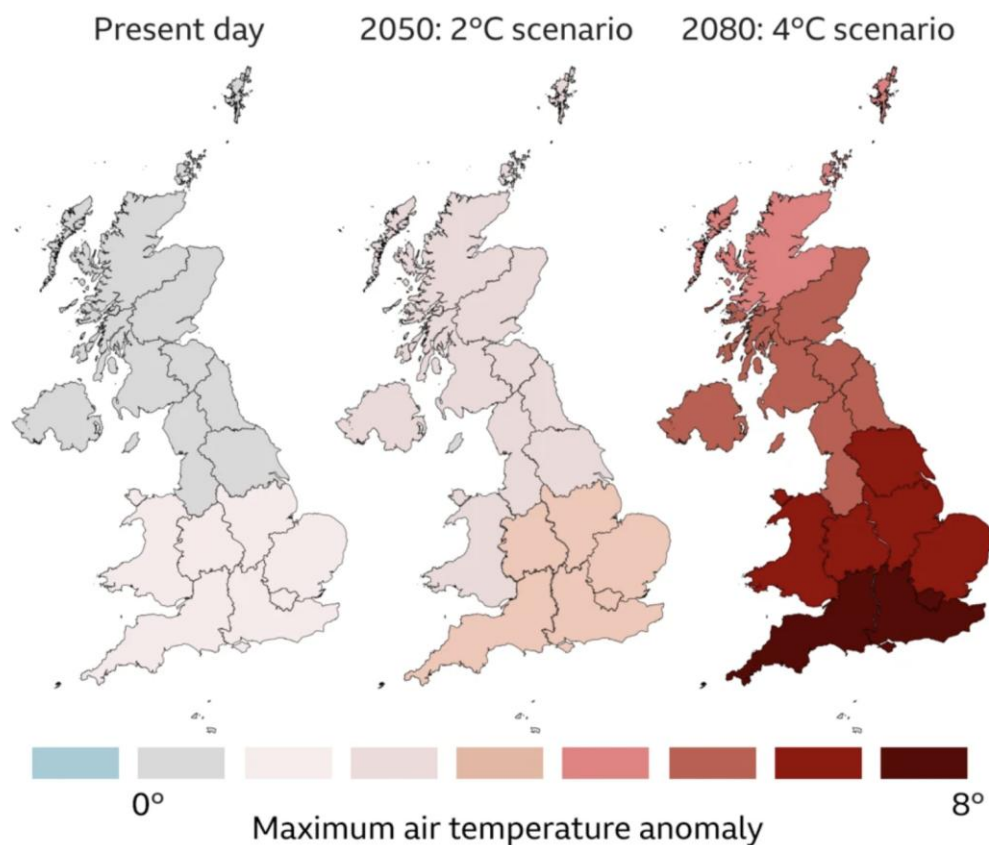 Present day
2050: 2°C scenario
2080: 4°C scenario
0°
8°
Maximum air temperature anomaly